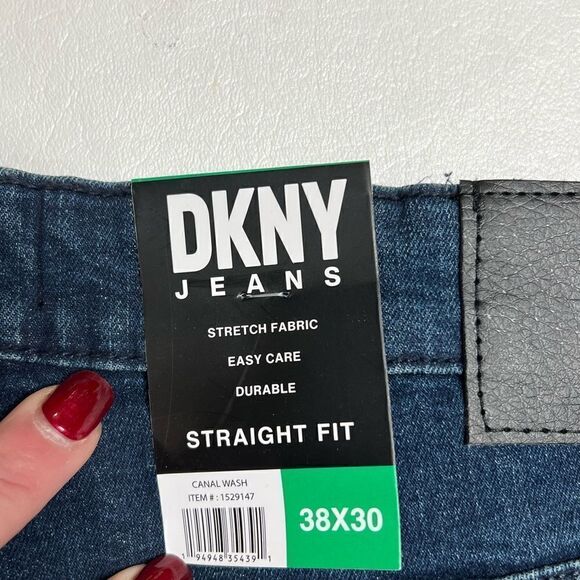 DKNY
JEANS
STRETCH FABRIC
EASY CARE
DURABLE
STRAIGHT FIT
CANAL WASH
ITEM # : 1529147
38X30
1 94948 35439 1